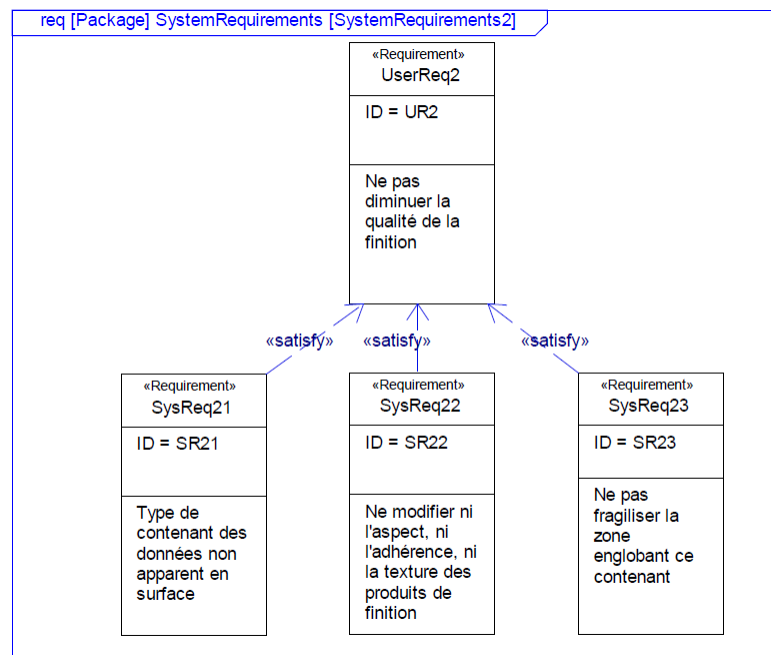 req [Package] SystemRequirements [SystemRequirements2]
«Requirement»
UserReq2
ID = UR2
Ne pas
diminuer la
qualité de la
finition
«satisfy»
«satisfy»
«satisfy»
«Requirement»
SysReq21
ID = SR21
Type de
contenant des
données non
apparent en
surface
«Requirement»
SysReq22
ID = SR22
Ne modifier ni
l'aspect, ni
l'adhérence, ni
la texture des
produits de
finition
«Requirement»
SysReq23
ID = SR23
Ne pas
fragiliser la
zone
englobant ce
contenant